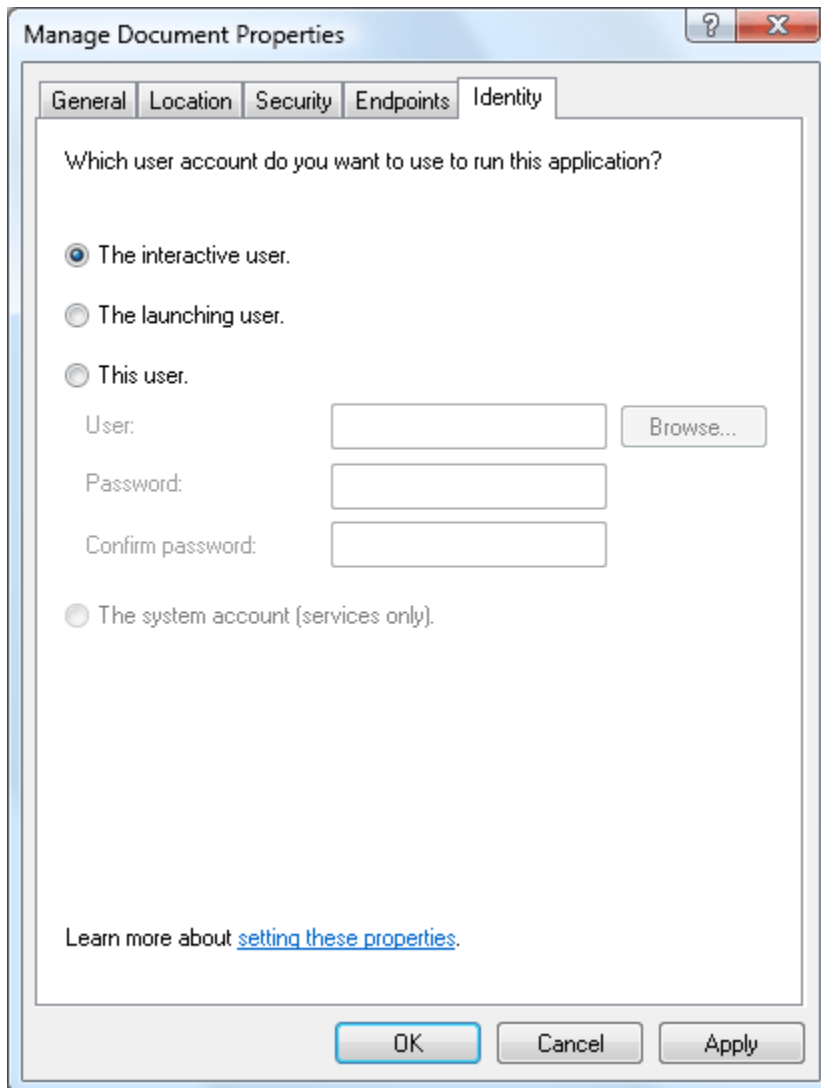 Manage Document Properties
?
X
General Location Security Endpoints Identity
Which user account do you want to use to run this application?
The interactive user.
The launching user.
This user.
User:
Browse...
Password:
Confirm password:
The system account (services only).
Learn more about setting these properties.
OK Cancel Apply